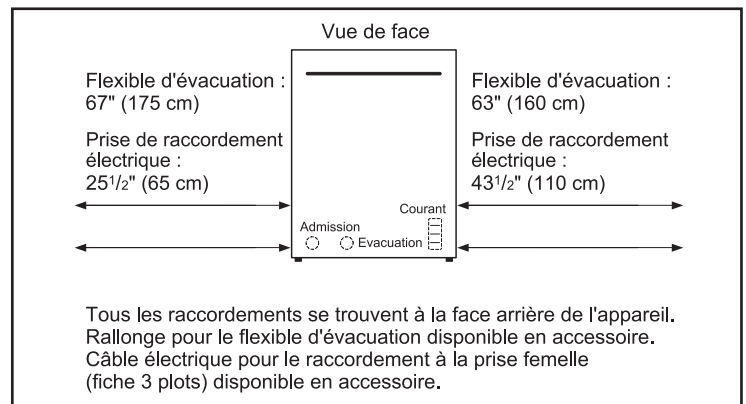 Vue de face
Flexible d'évacuation :
67" (175 cm)
Prise de raccordement
électrique :
25 1/2" (65 cm)
Flexible d'évacuation :
63" (160 cm)
Prise de raccordement
électrique :
43 1/2" (110 cm)
Courant
Admission
Evacuation
Tous les raccordements se trouvent à la face arrière de l'appareil.
Rallonge pour le flexible d'évacuation disponible en accessoire.
Câble électrique pour le raccordement à la prise femelle
(fiche 3 plots) disponible en accessoire.